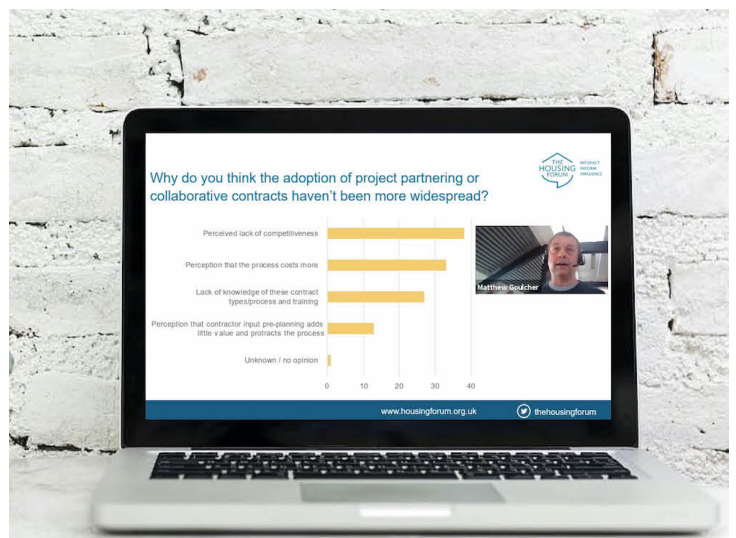 Why do you think the adoption of project partnering or
collaborative contracts haven't been more widespread?
THE
HOUSING
FORUM
INTERACT
INFORM
INFLUENCE
Perceived lack of competitiveness
Perception that the process costs more
Lack of knowledge of these contract
types/process and training
Perception that contractor input pre-planning adds
little value and protracts the process
Unknown / no opinion
0 10 20 30 40
Matthew Goulcher
www.housingforum.org.uk
thehousingforum